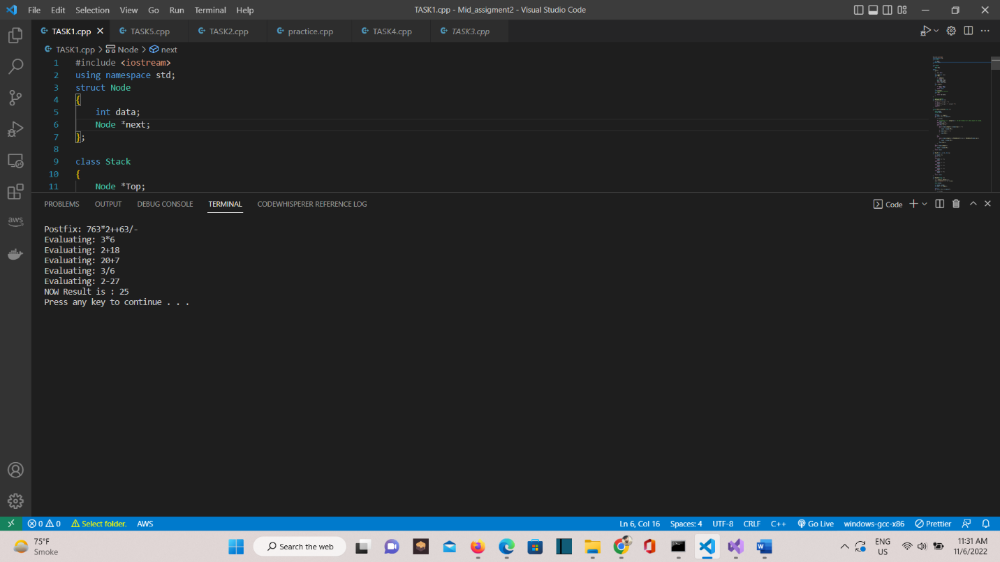 File Edit Selection View Go Run Terminal Help
TASK1.cpp - Mid_assigment2 - Visual Studio Code
TASK1.cpp TASK5.cpp TASK2.cpp practice.cpp TASK4.cpp TASK3.cpp
TASK1.cpp > Node > next
1 #include <iostream>
2 using namespace std;
3 struct Node
4 {
5 int data;
6 Node *next;
7 };
8
9 class Stack
10 {
11 Node *Top;
PROBLEMS OUTPUT DEBUG CONSOLE TERMINAL CODEWHISPERER REFERENCE LOG
Code
Postfix: 763*2++63/-
Evaluating: 3*6
Evaluating: 2+18
Evaluating: 20+7
Evaluating: 3/6
Evaluating: 2-27
NOW Result is : 25
Press any key to continue . . .
aws
0 0 Select folder. AWS
Ln 6, Col 16 Spaces: 4 UTF-8 CRLF C++ Go Live windows-gcc-x86 Prettier
75°F
Smoke
Search the web
ENG
US
11:31 AM
11/6/2022